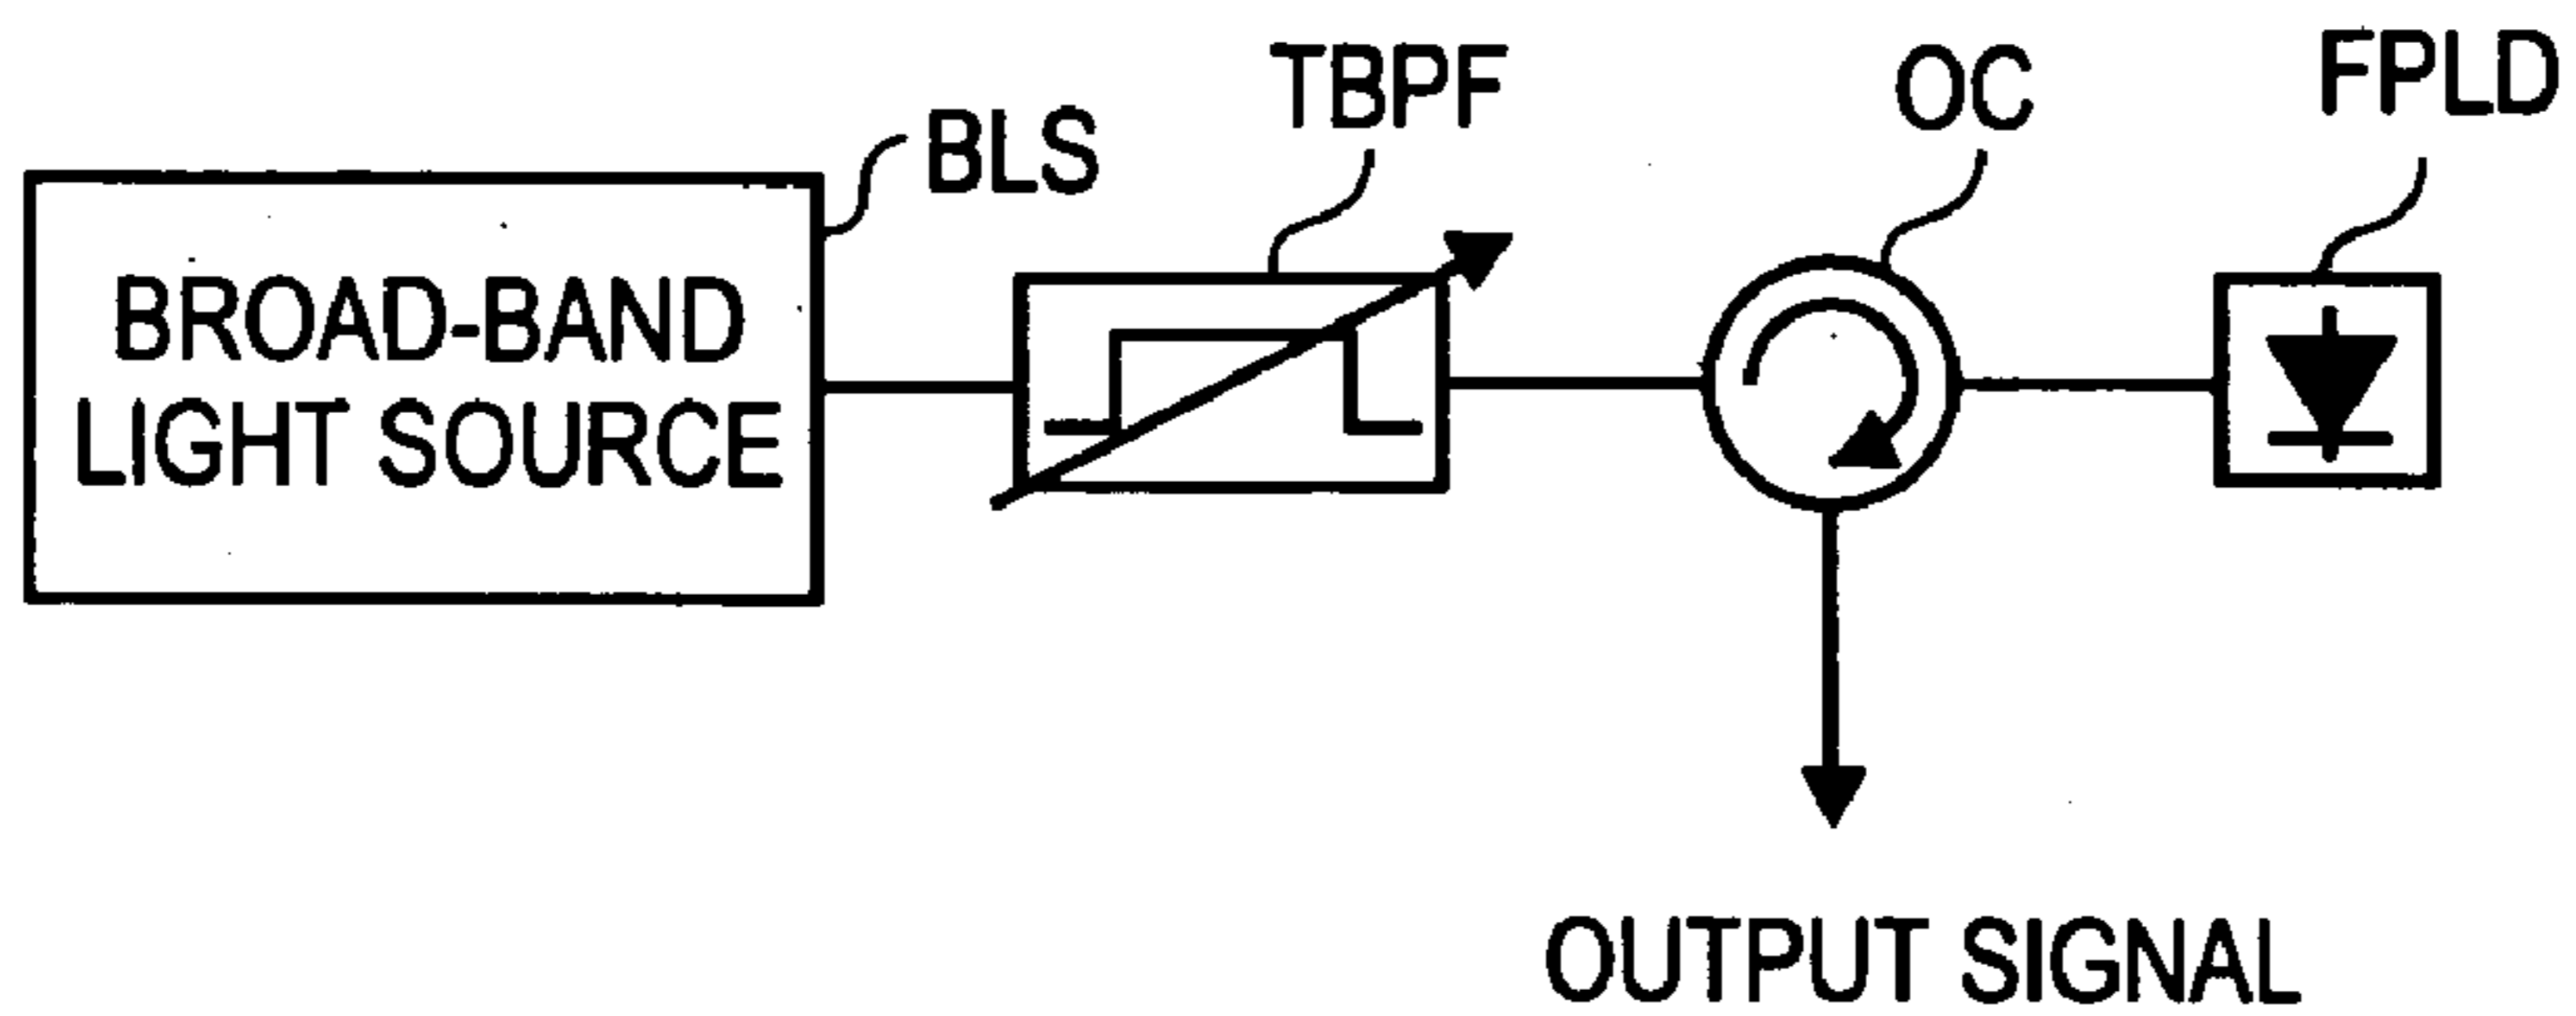 BLS
TBPF
OC
FPLD
BROAD-BAND
LIGHT SOURCE
OUTPUT SIGNAL